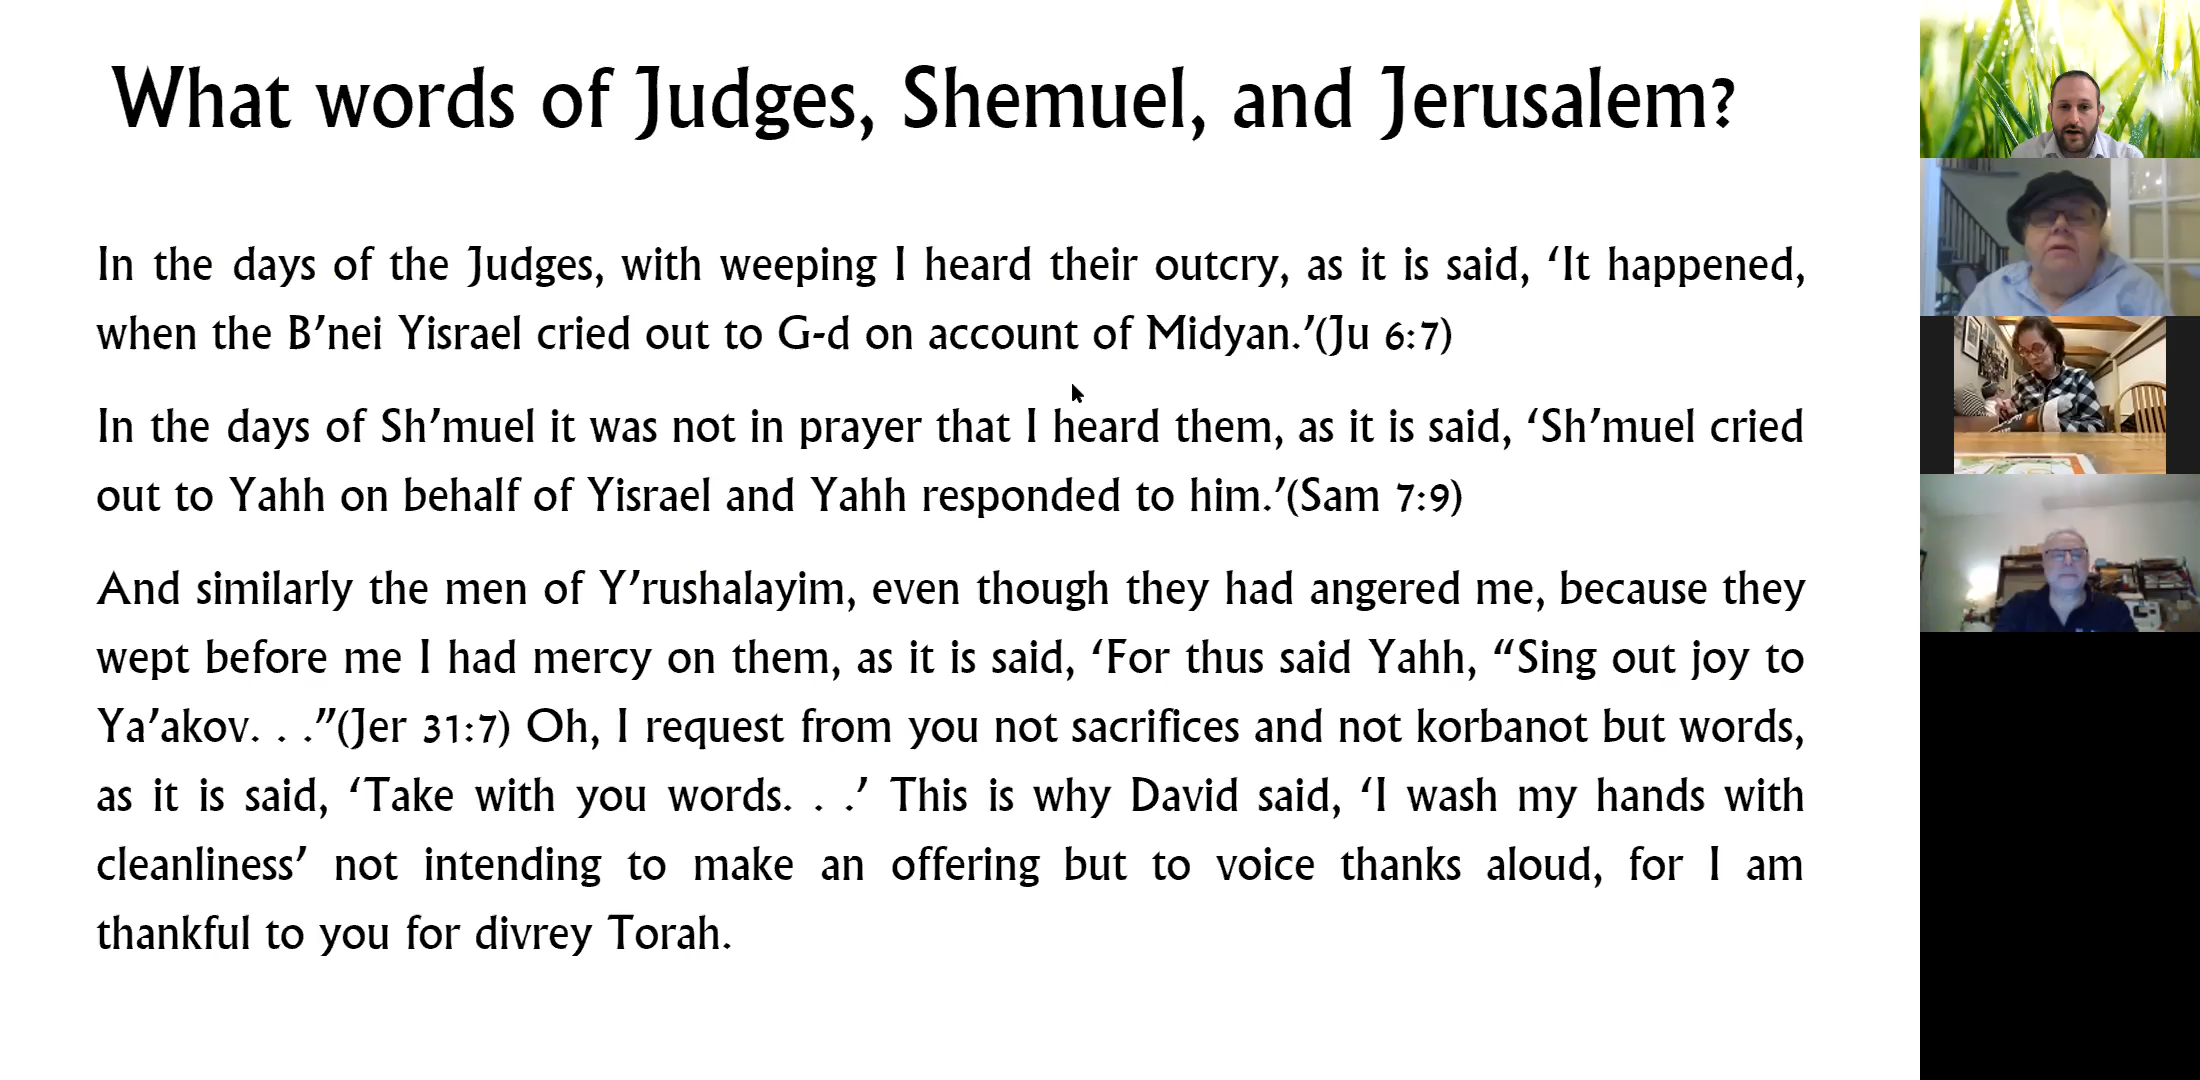 What words of Judges, Shemuel, and Jerusalem?
In the days of the Judges, with weeping I heard their outcry, as it is said, ‘It happened,
when the B’nei Yisrael cried out to G-d on account of Midyan.’(Ju 6:7)
In the days of Sh’muel it was not in prayer that I heard them, as it is said, ‘Sh’muel cried
out to Yahh on behalf of Yisrael and Yahh responded to him.’(Sam 7:9)
And similarly the men of Y’rushalayim, even though they had angered me, because they
wept before me I had mercy on them, as it is said, ‘For thus said Yahh, “Sing out joy to
Ya’akov. . .”(Jer 31:7) Oh, I request from you not sacrifices and not korbanot but words,
as it is said, ‘Take with you words. . .’ This is why David said, ‘I wash my hands with
cleanliness’ not intending to make an offering but to voice thanks aloud, for I am
thankful to you for divrey Torah.